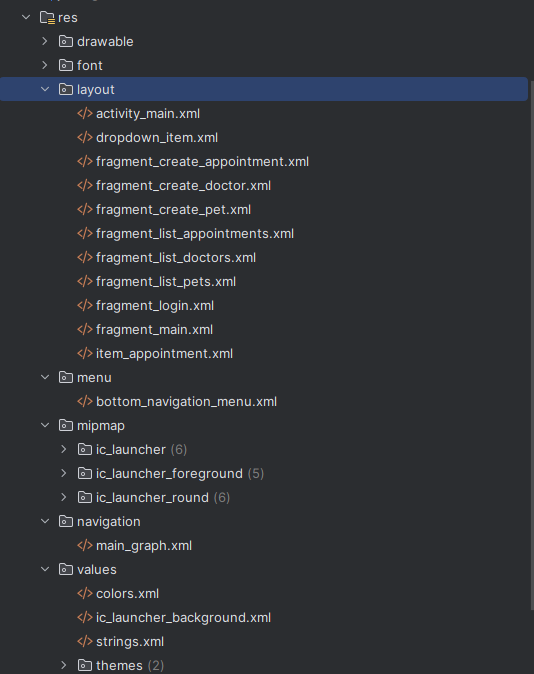 res
drawable
font
layout
activity_main.xml
dropdown_item.xml
fragment_create_appointment.xml
fragment_create_doctor.xml
fragment_create_pet.xml
fragment_list_appointments.xml
fragment_list_doctors.xml
fragment_list_pets.xml
fragment_login.xml
fragment_main.xml
item_appointment.xml
menu
bottom_navigation_menu.xml
mipmap
ic_launcher (6)
ic_launcher_foreground (5)
ic_launcher_round (6)
navigation
main_graph.xml
values
colors.xml
ic_launcher_background.xml
strings.xml
themes (2)